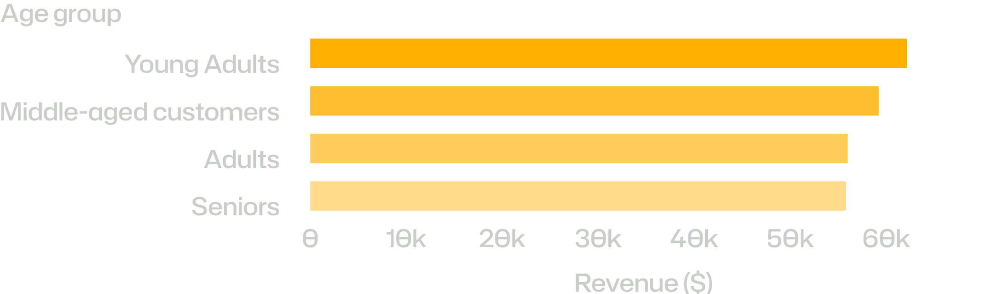 Age group
Young Adults
Middle-aged customers
Adults
Seniors
0 10k 20k 30k 40k 50k 60k
Revenue ($)